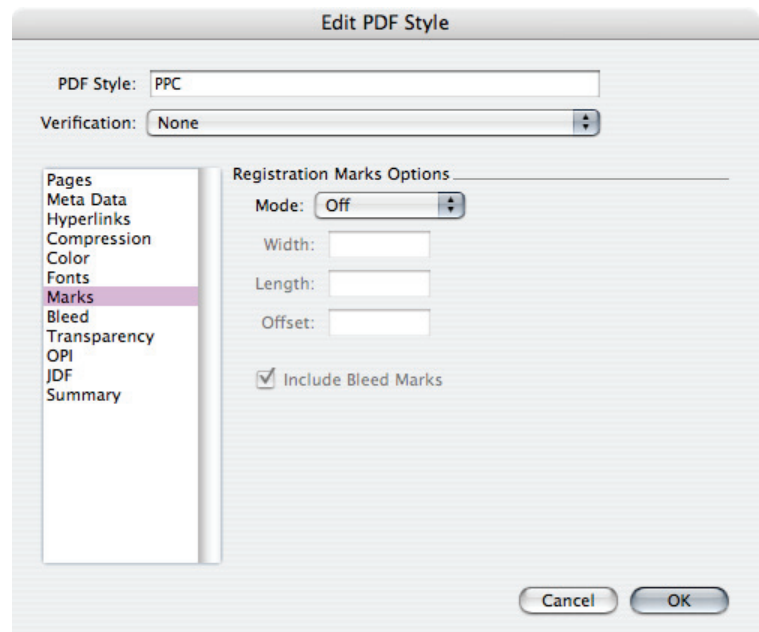 Edit PDF Style
PDF Style: PPC
Verification: None
Pages
Meta Data
Hyperlinks
Compression
Color
Fonts
Marks
Bleed
Transparency
OPI
JDF
Summary
Registration Marks Options
Mode: Off
Width:
Length:
Offset:
Include Bleed Marks
Cancel OK